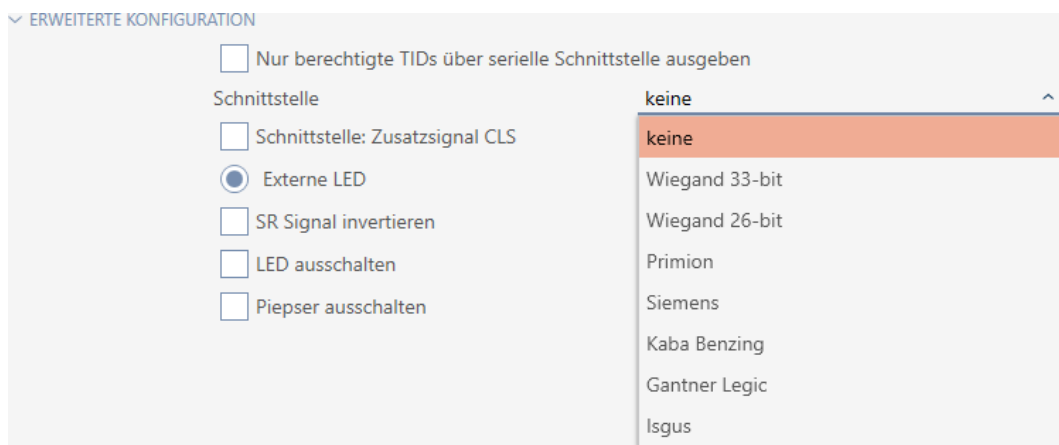 ERWEITERTE KONFIGURATION
Nur berechtigte TIDs über serielle Schnittstelle ausgeben
Schnittstelle keine
Schnittstelle: Zusatzsignal CLS keine
Externe LED Wiegand 33-bit
SR Signal invertieren Wiegand 26-bit
LED ausschalten Primion
Piepser ausschalten Siemens
Kaba Benzing
Gantner Legic
Isgus